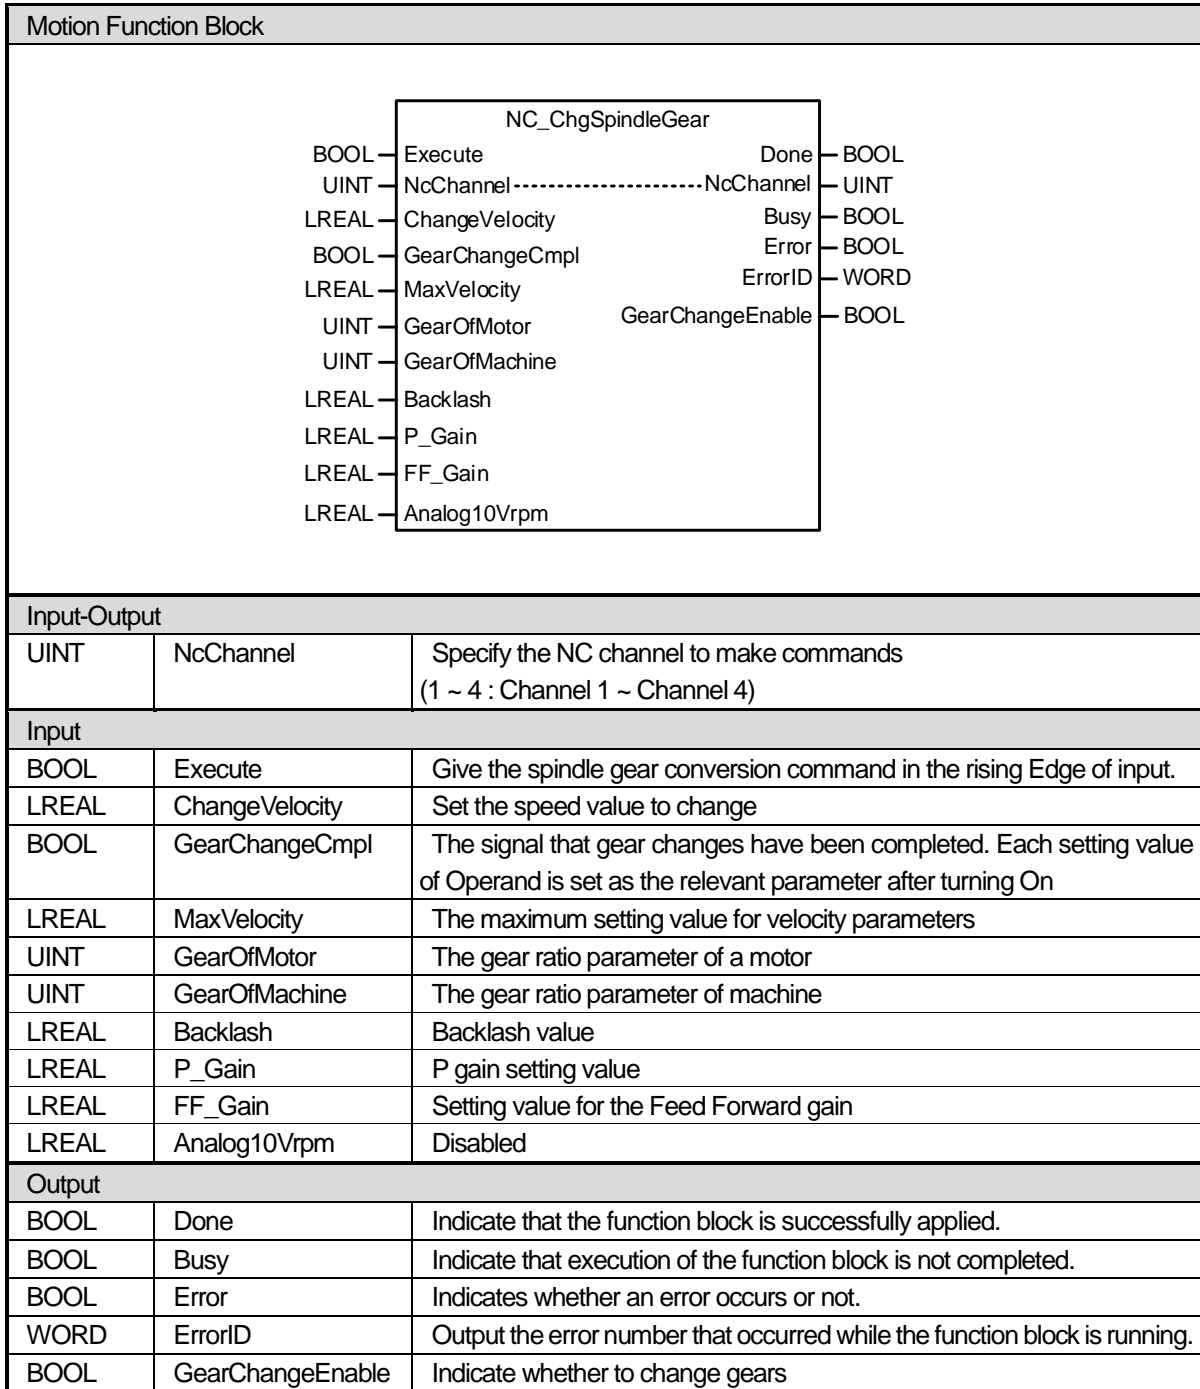 Motion Function Block
NC_ChgSpindleGear
BOOL Execute Done BOOL
UINT NcChannel NcChannel UINT
LREAL ChangeVelocity Busy BOOL
BOOL GearChangeCmpl Error BOOL
LREAL MaxVelocity ErrorID WORD
UINT GearOfMotor GearChangeEnable BOOL
UINT GearOfMachine
LREAL Backlash
LREAL P_Gain
LREAL FF_Gain
LREAL Analog10Vrpm
Input-Output
UINT NcChannel Specify the NC channel to make commands
(1 ~ 4 : Channel 1 ~ Channel 4)
Input
BOOL Execute Give the spindle gear conversion command in the rising Edge of input.
LREAL ChangeVelocity Set the speed value to change
BOOL GearChangeCmpl The signal that gear changes have been completed. Each setting value
of Operand is set as the relevant parameter after turning On
LREAL MaxVelocity The maximum setting value for velocity parameters
UINT GearOfMotor The gear ratio parameter of a motor
UINT GearOfMachine The gear ratio parameter of machine
LREAL Backlash Backlash value
LREAL P_Gain P gain setting value
LREAL FF_Gain Setting value for the Feed Forward gain
LREAL Analog10Vrpm Disabled
Output
BOOL Done Indicate that the function block is successfully applied.
BOOL Busy Indicate that execution of the function block is not completed.
BOOL Error Indicates whether an error occurs or not.
WORD ErrorID Output the error number that occurred while the function block is running.
BOOL GearChangeEnable Indicate whether to change gears